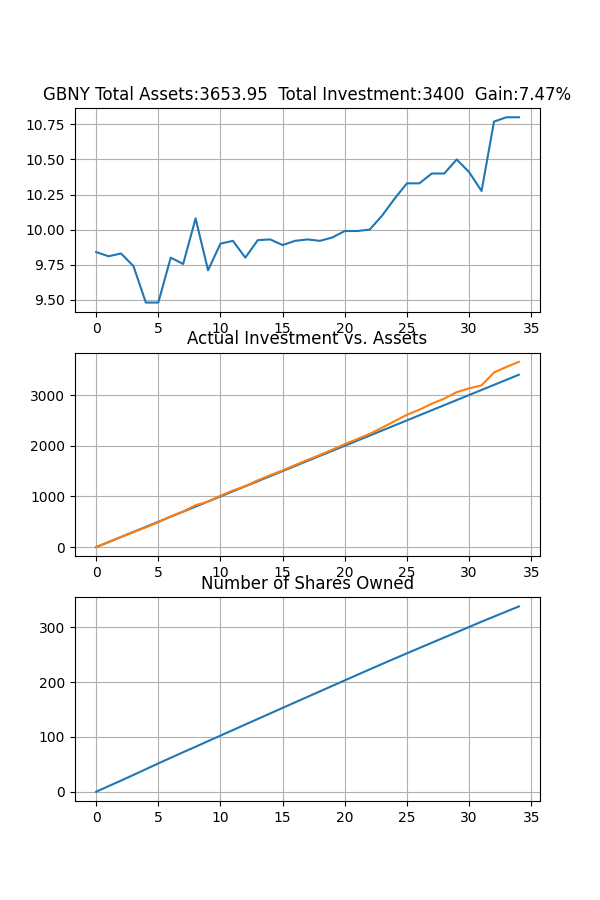 GBNY Total Assets:3653.95  Total Investment:3400  Gain:7.47%
10.75
10.50
10.25
10.00
9.75
9.50
0 5 10 15 20 25 30 35
Actual Investment vs. Assets
3000
2000
1000
0
0 5 10 15 20 25 30 35
Number of Shares Owned
300
200
100
0
0 5 10 15 20 25 30 35